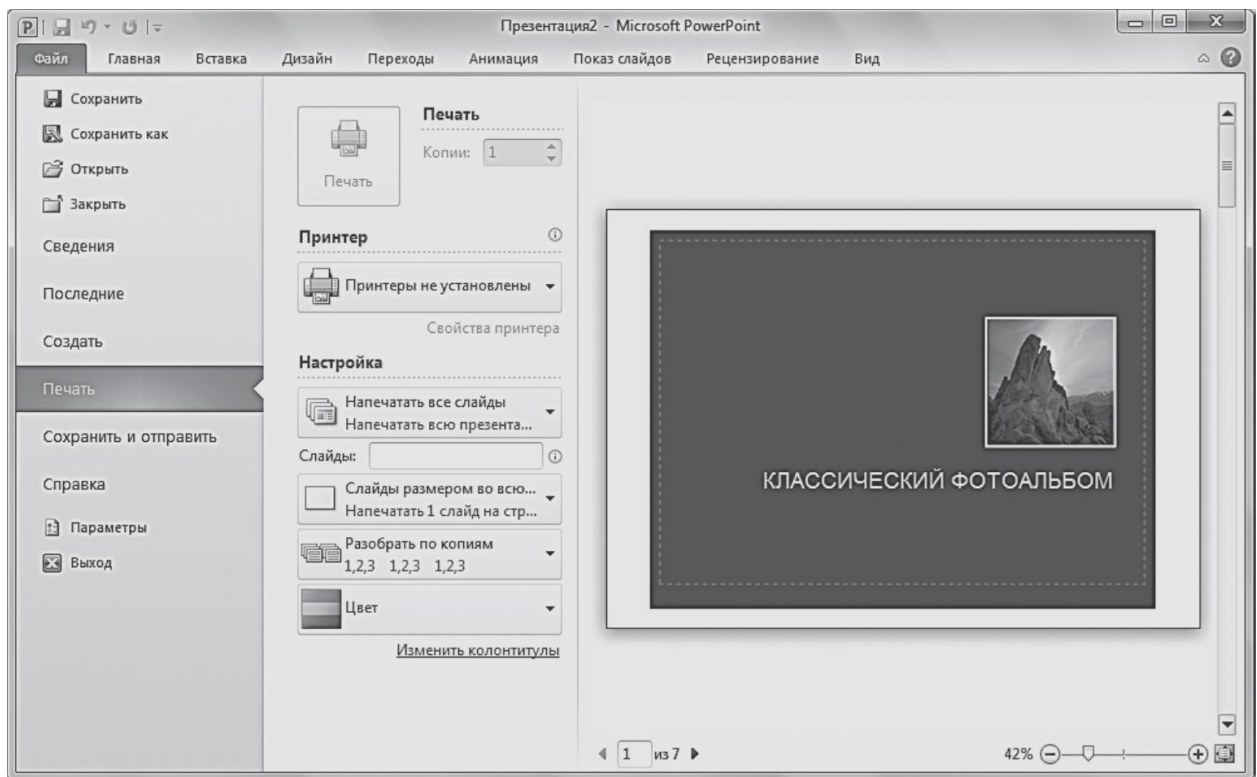 Презентация2 - Microsoft PowerPoint
Файл Главная Вставка Дизайн Переходы Анимация Показ слайдов Рецензирование Вид
Сохранить
Сохранить как
Открыть
Закрыть
Сведения
Последние
Создать
Печать
Сохранить и отправить
Справка
Параметры
Выход
Печать
Печать
Копии: 1
Принтер
Принтеры не установлены
Свойства принтера
Настройка
Напечатать все слайды
Напечатать всю презента...
Слайды:
Слайды размером во всю...
Напечатать 1 слайд на стр...
Разобрать по копиям
1,2,3 1,2,3 1,2,3
Цвет
Изменить колонтитулы
КЛАССИЧЕСКИЙ ФОТОАЛЬБОМ
1 из 7
42%